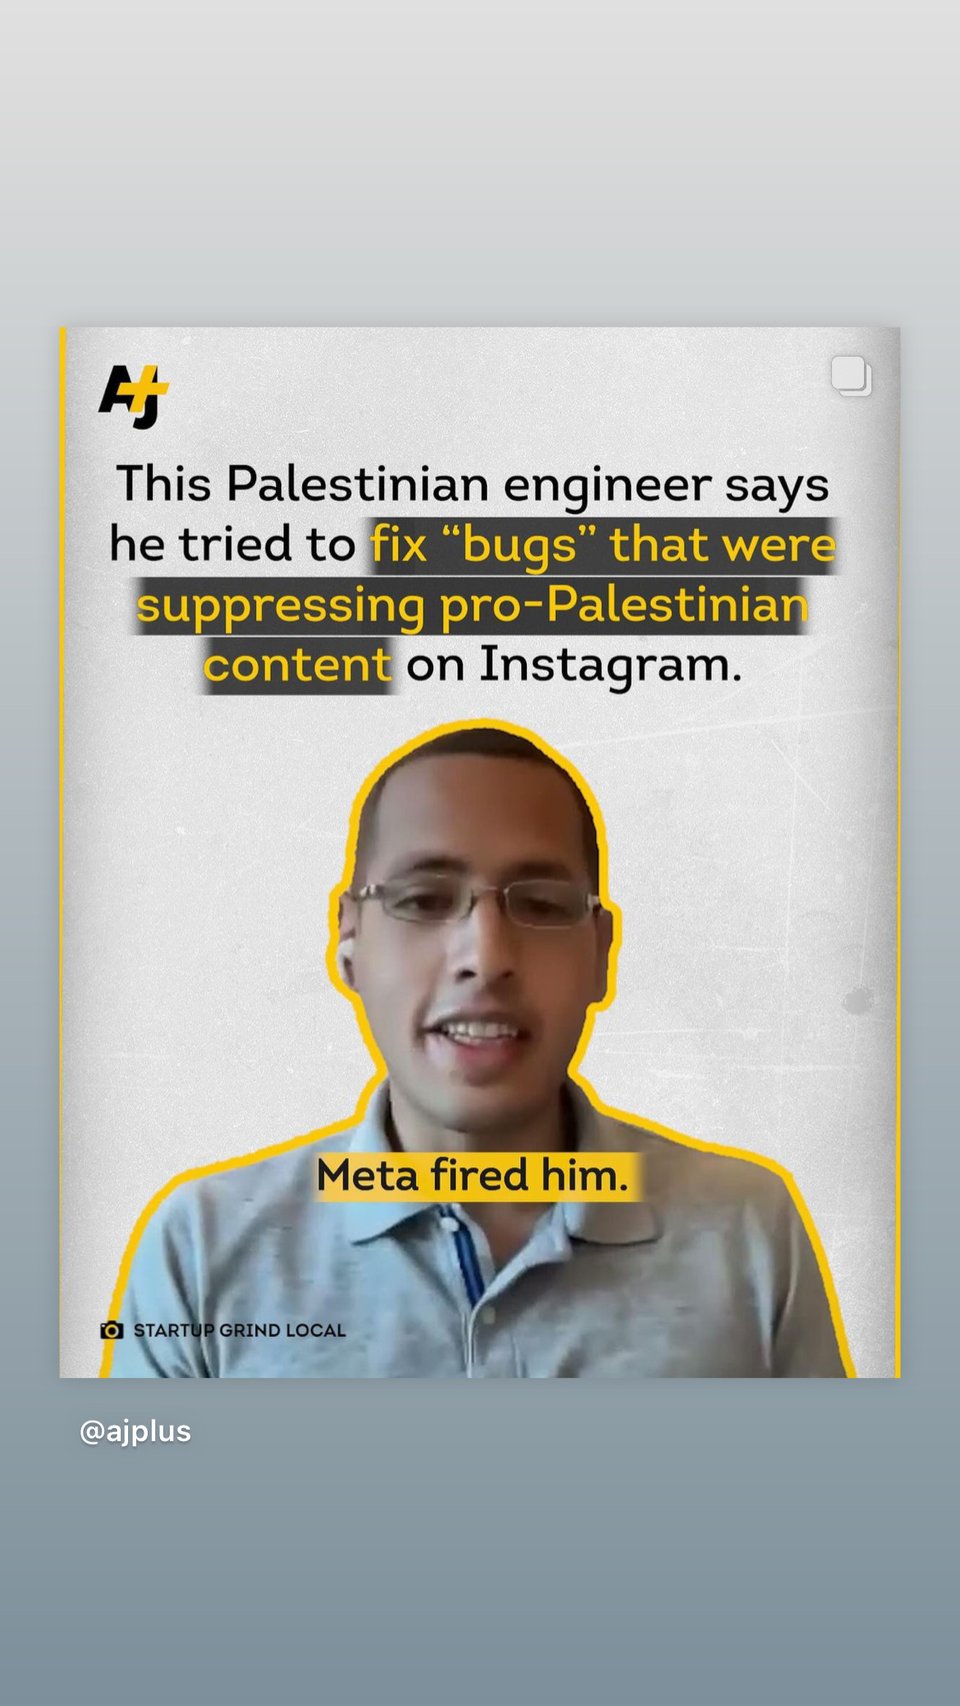 AJ+
This Palestinian engineer says
he tried to fix “bugs” that were
suppressing pro-Palestinian
content on Instagram.
Meta fired him.
STARTUP GRIND LOCAL
@ajplus